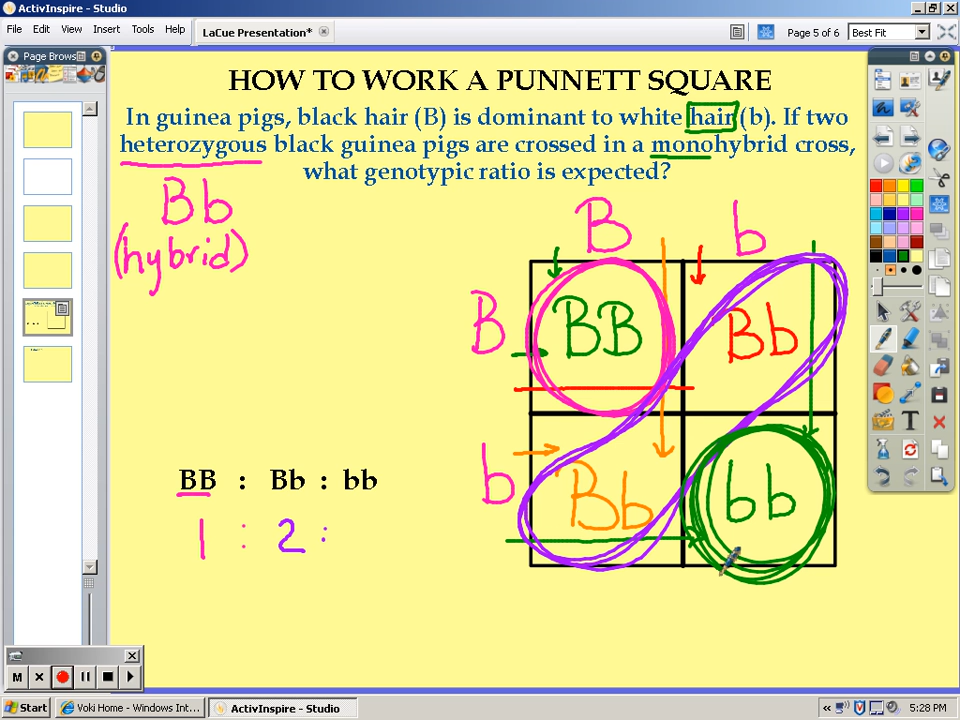 ActivInspire - Studio
File Edit View Insert Tools Help
LaCue Presentation*
Page 5 of 6
Best Fit
Page Brows
HOW TO WORK A PUNNETT SQUARE
In guinea pigs, black hair (B) is dominant to white hair (b). If two
heterozygous black guinea pigs are crossed in a monohybrid cross,
what genotypic ratio is expected?
Bb
(hybrid)
B b
B BB Bb
b Bb bb
BB : Bb : bb
1 : 2 :
M
Start
Voki Home - Windows Int...
ActivInspire - Studio
5:28 PM